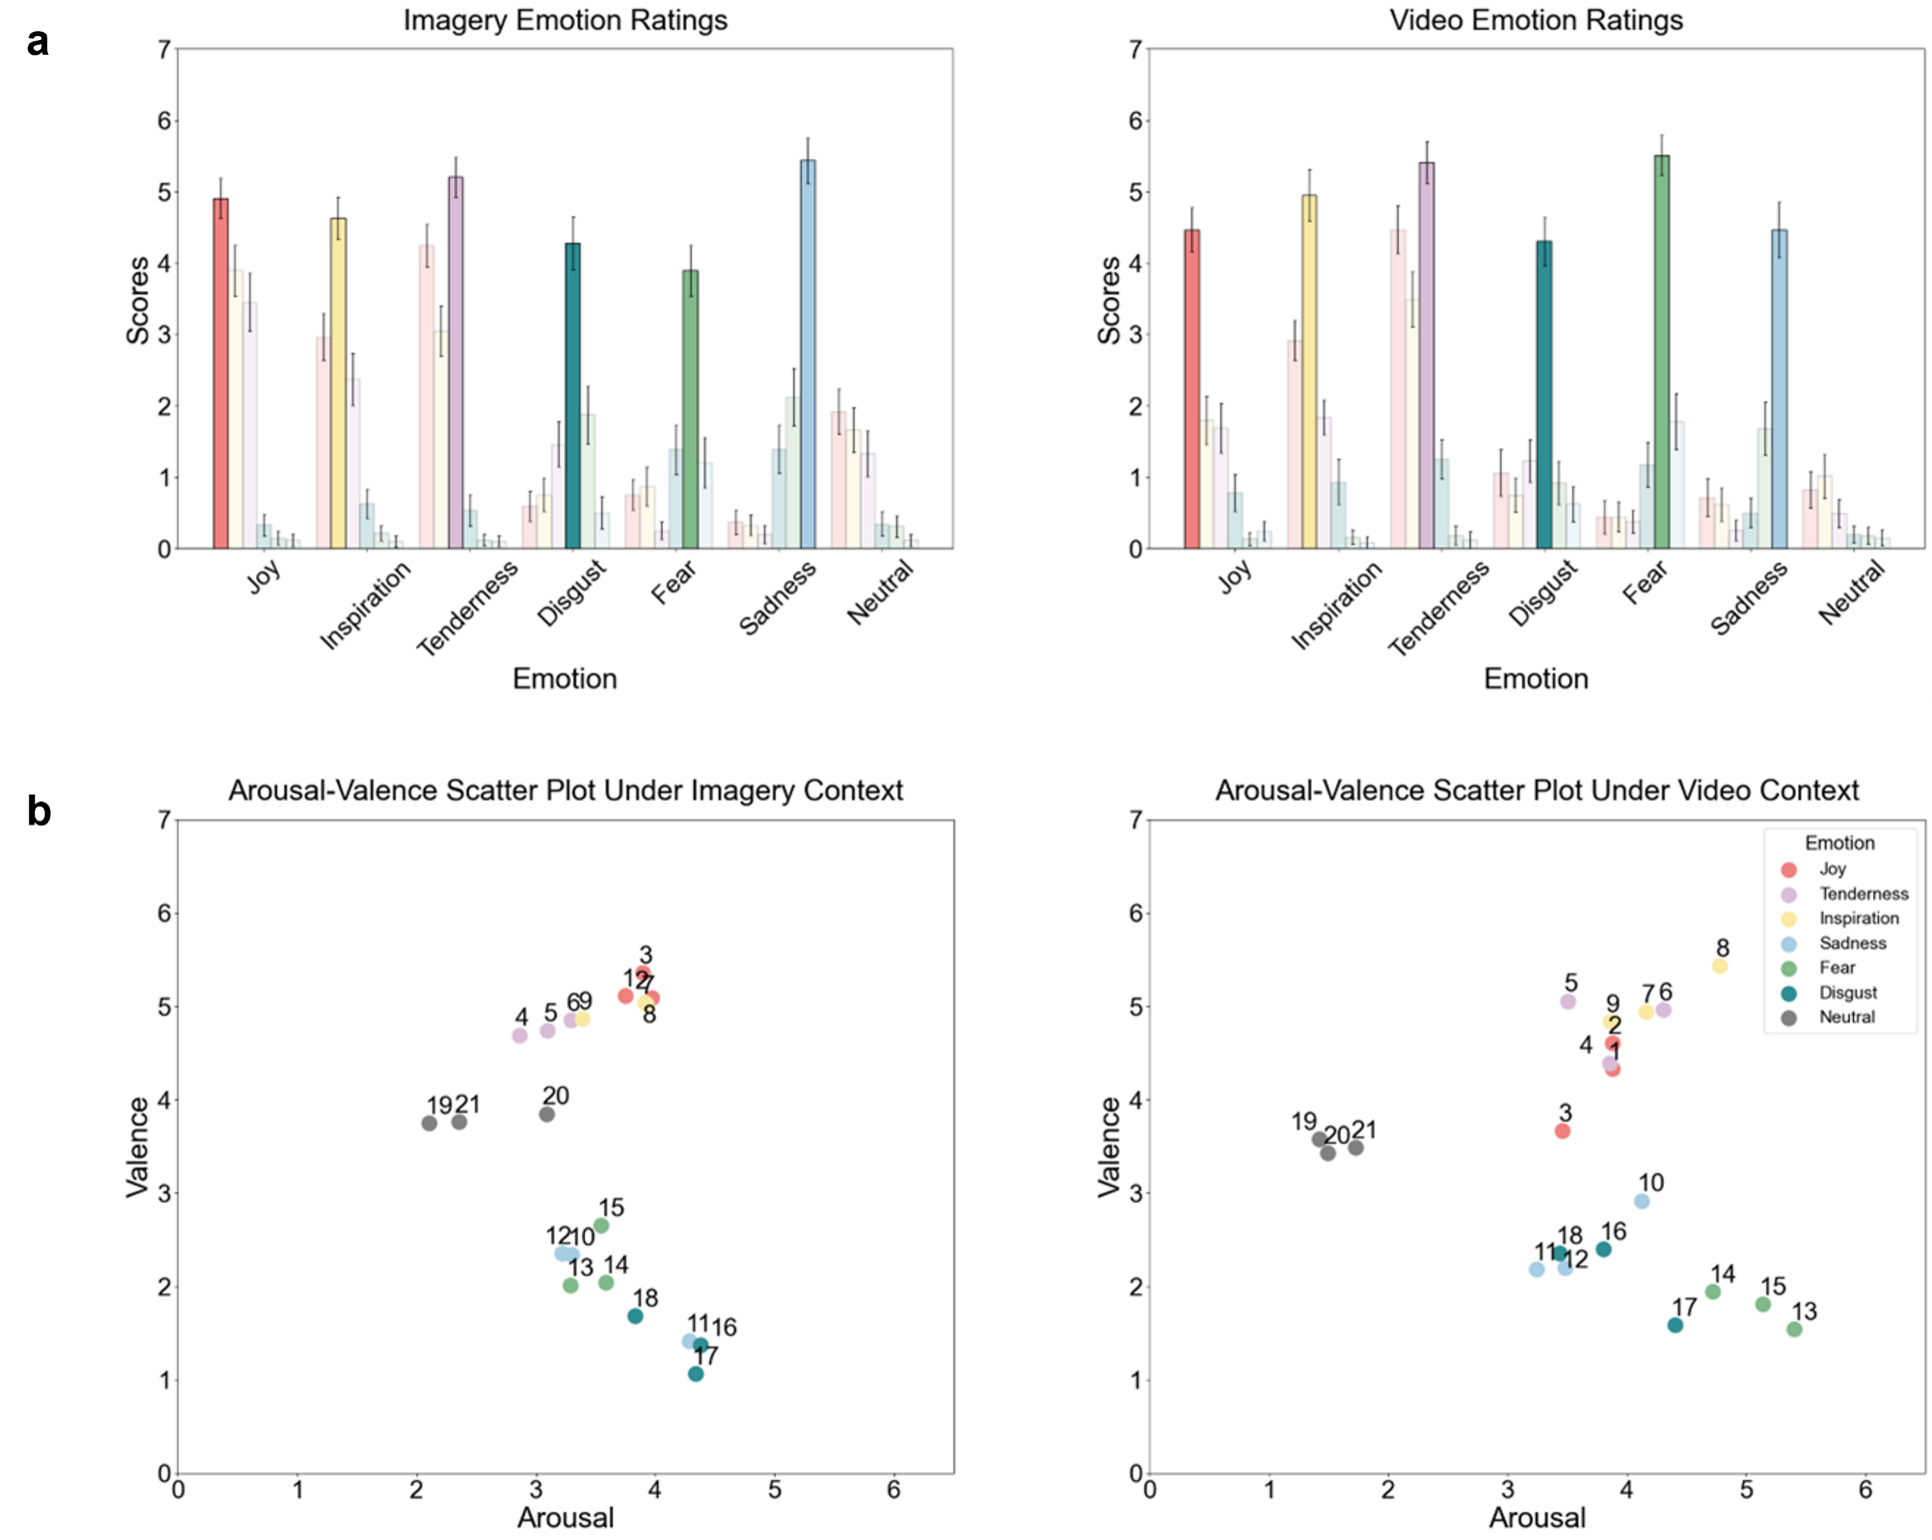 a
Imagery Emotion Ratings
7
6
5
4
3
2
1
0
Scores
Joy
Inspiration
Tenderness
Disgust
Fear
Sadness
Neutral
Emotion
Video Emotion Ratings
7
6
5
4
3
2
1
0
Scores
Joy
Inspiration
Tenderness
Disgust
Fear
Sadness
Neutral
Emotion
b
Arousal-Valence Scatter Plot Under Imagery Context
7
6
5
4
3
2
1
0
Valence
3
1 2
7
8
6 9
5
4
20
19 21
15
12 10
13 14
18
11 16
17
0 1 2 3 4 5 6
Arousal
Arousal-Valence Scatter Plot Under Video Context
7
6
5
4
3
2
1
0
Valence
Emotion
Joy
Tenderness
Inspiration
Sadness
Fear
Disgust
Neutral
8
5
7 6
9
2
4 1
3
19 20 21
10
16
11 18
12
14
15
17 13
0 1 2 3 4 5 6
Arousal